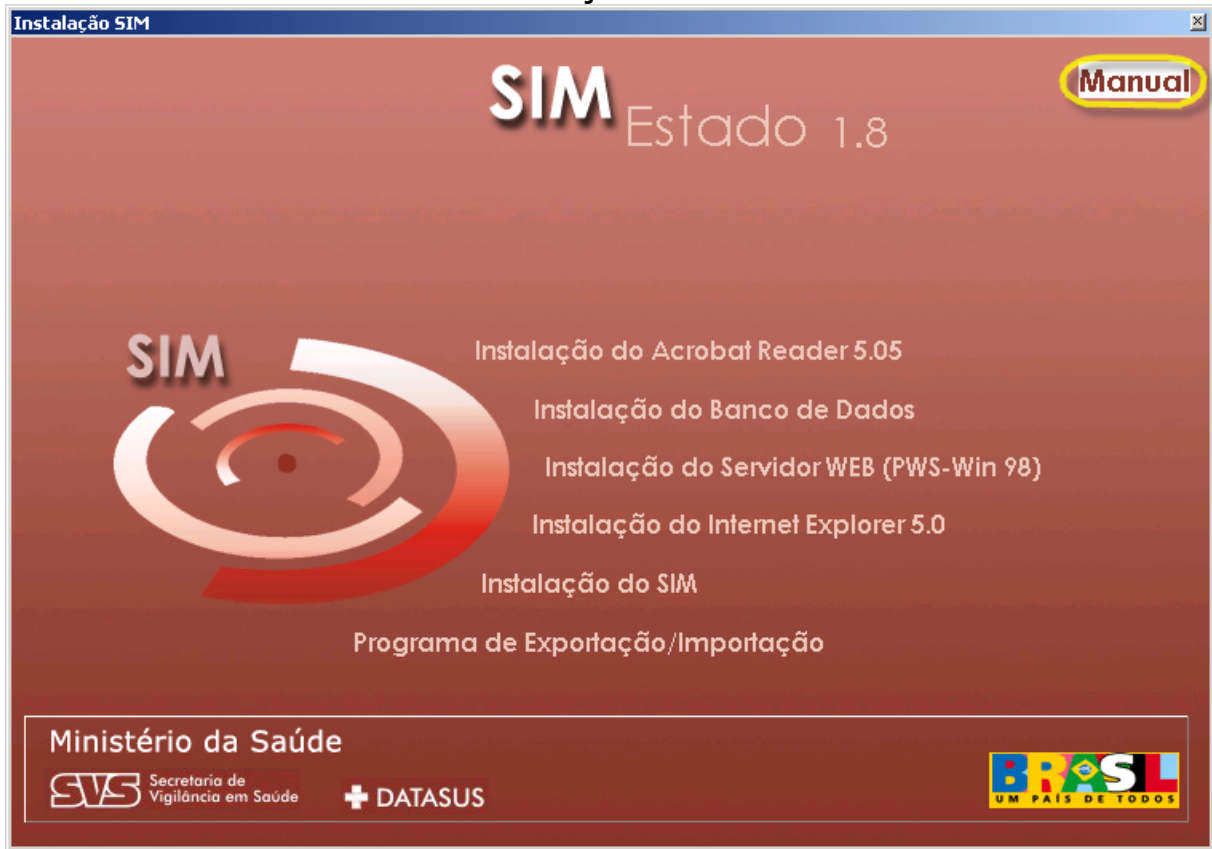 Instalação SIM
SIM
Estado 1.8
Manual
SIM
Instalação do Acrobat Reader 5.05
Instalação do Banco de Dados
Instalação do Servidor WEB (PWS-Win 98)
Instalação do Internet Explorer 5.0
Instalação do SIM
Programa de Exportação/Importação
Ministério da Saúde
SVS Secretaria de
Vigilância em Saúde
DATASUS
BRASIL
UM PAÍS DE TODOS